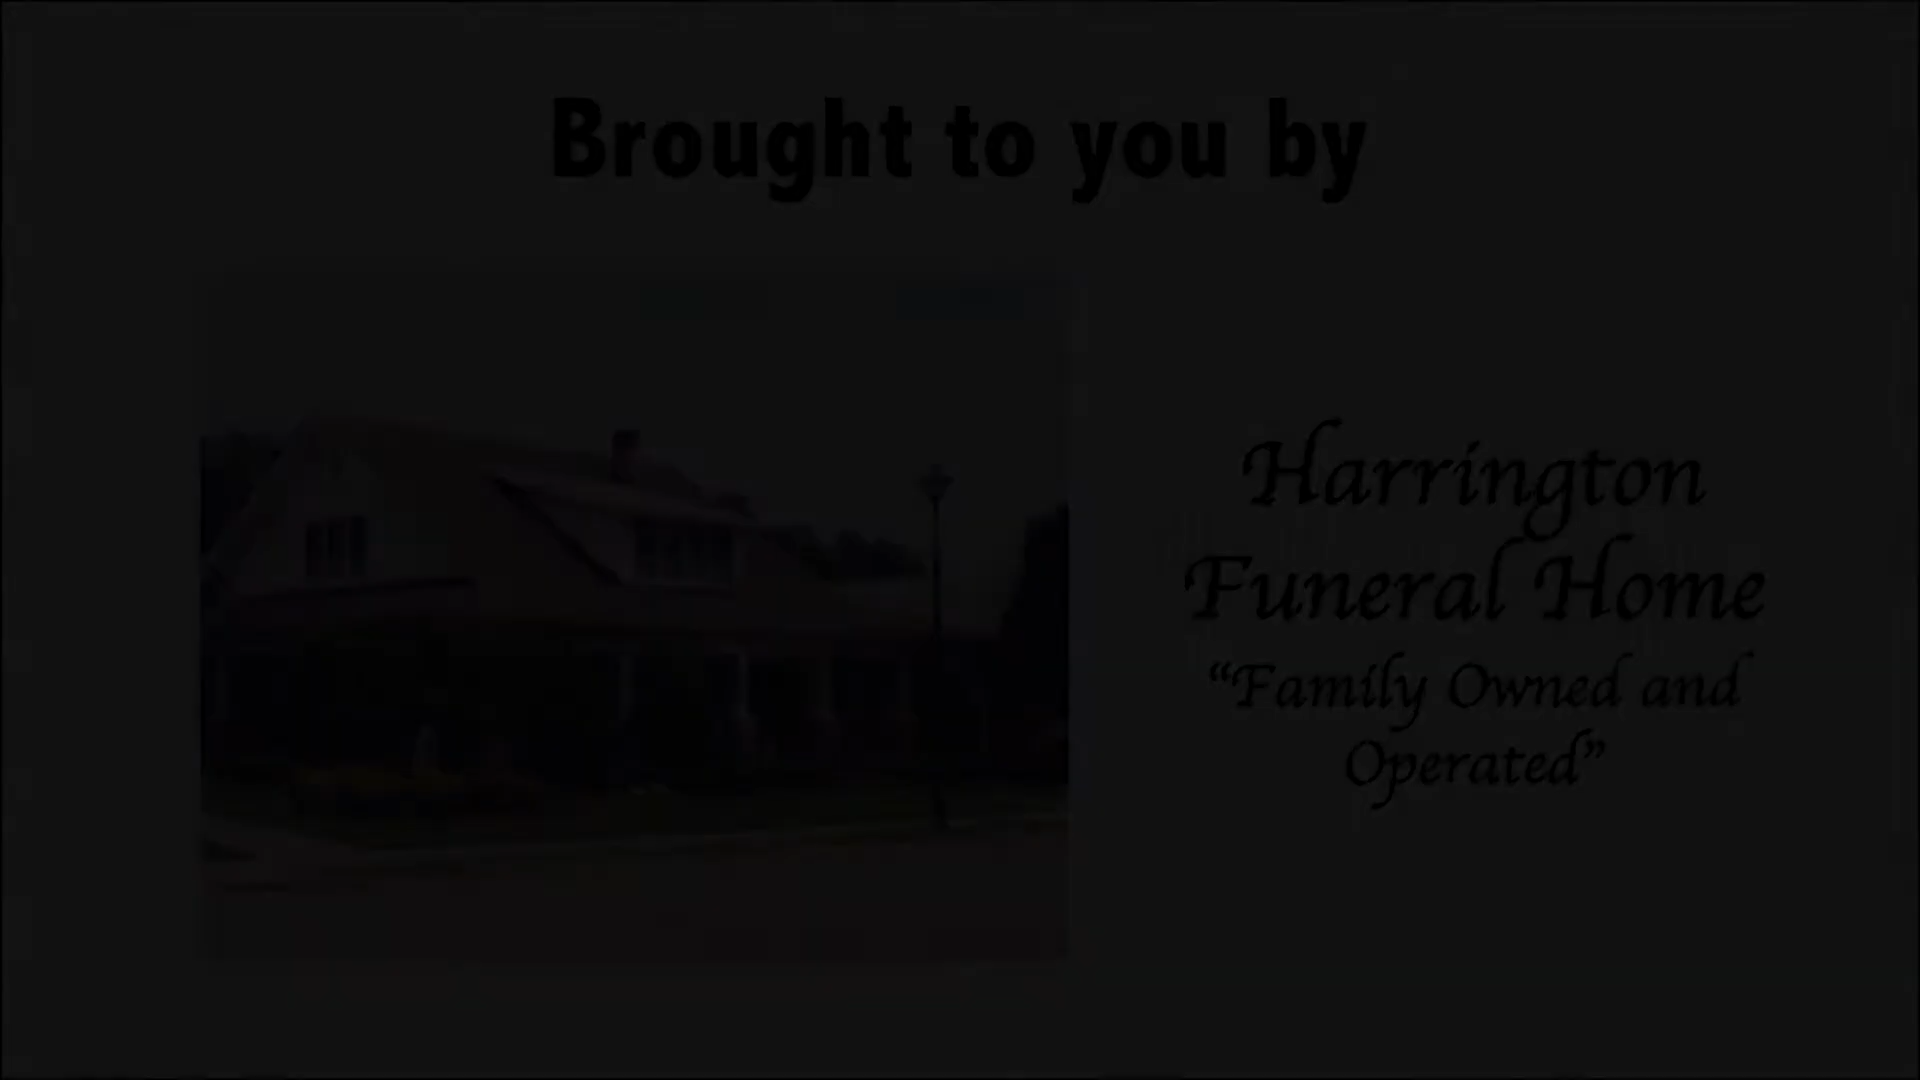 Brought to you by
Harrington
Funeral Home
“Family Owned and
Operated”